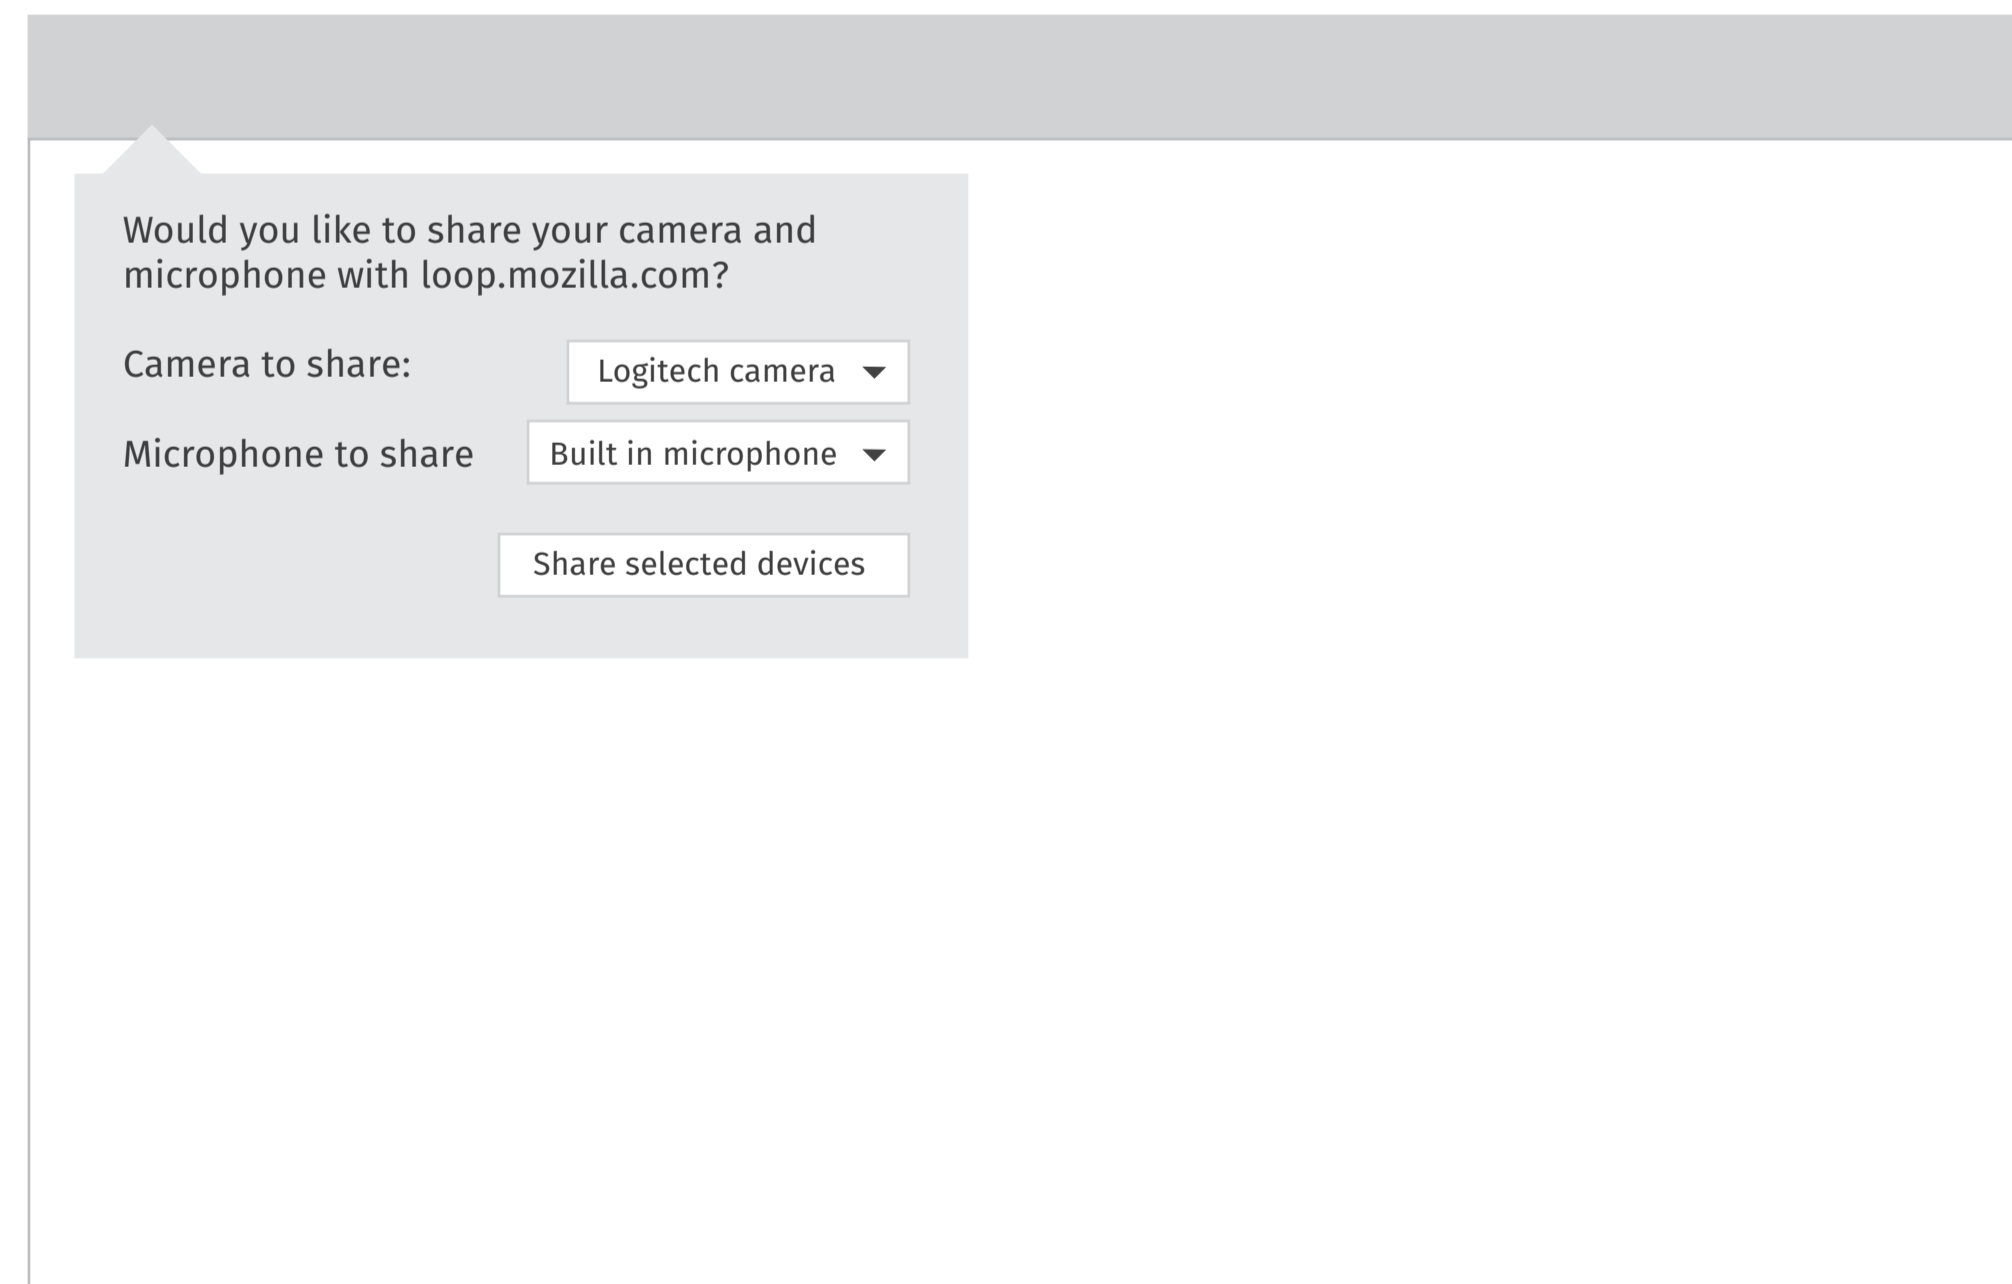 Would you like to share your camera and
microphone with loop.mozilla.com?
Camera to share:
Logitech camera
Microphone to share
Built in microphone
Share selected devices